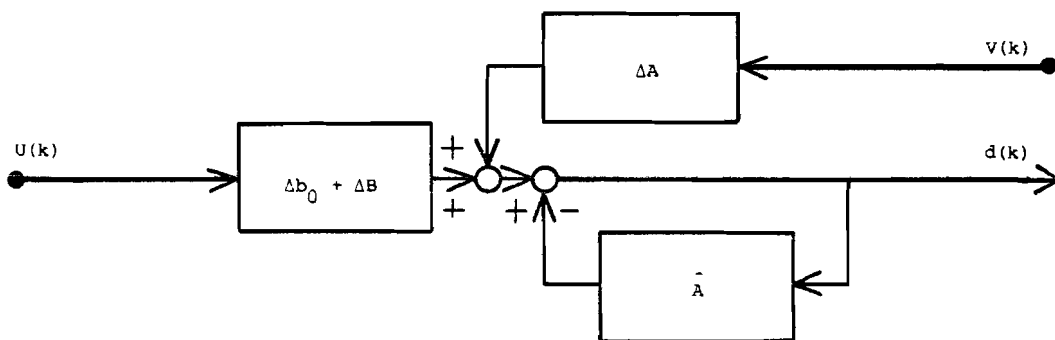 V(k)
ΔA
U(k)
d(k)
+
Δb₀ + ΔB
+
+
−
Â